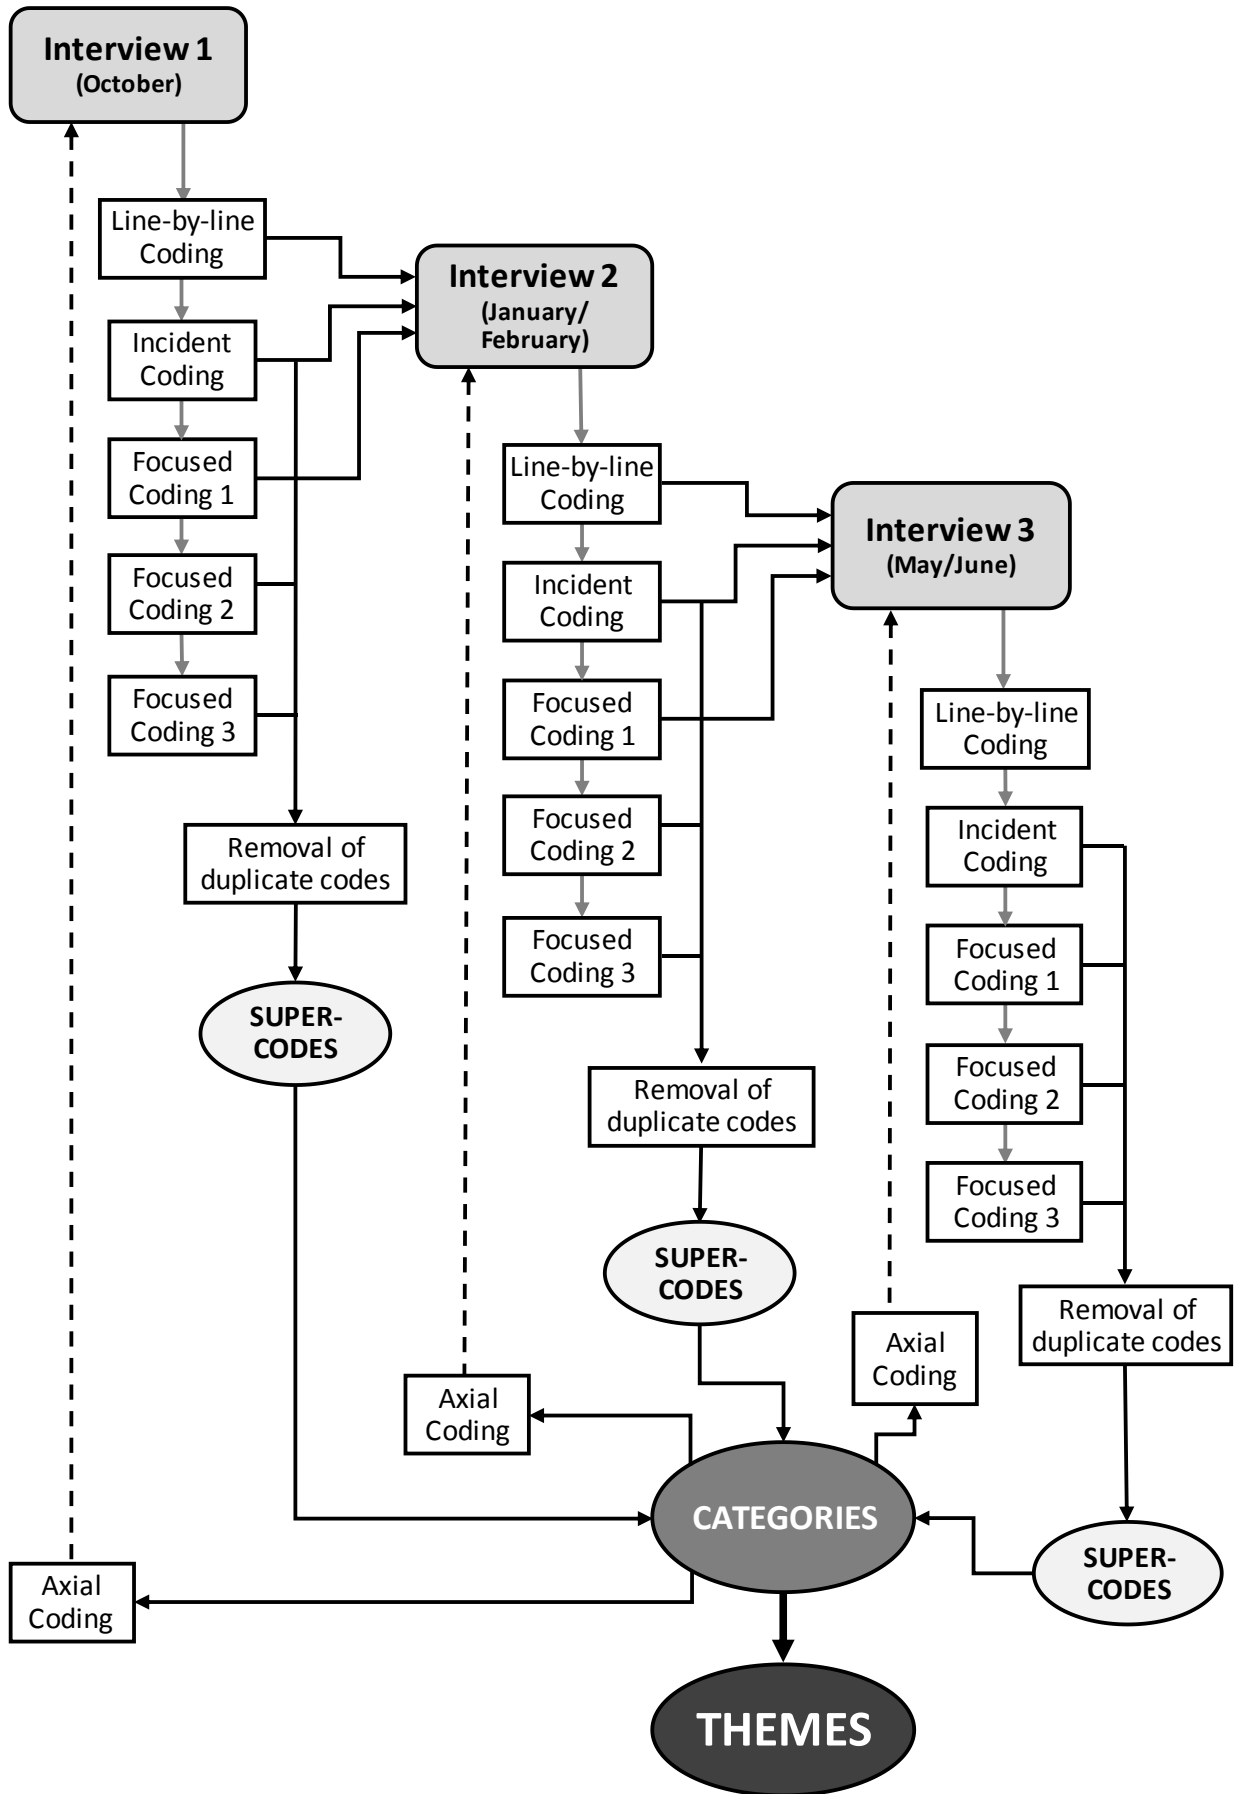 Interview 1
(October)
Line-by-line
Coding
Incident
Coding
Focused
Coding 1
Focused
Coding 2
Focused
Coding 3
Removal of
duplicate codes
SUPER-
CODES
Axial
Coding
Interview 2
(January/
February)
Line-by-line
Coding
Incident
Coding
Focused
Coding 1
Focused
Coding 2
Focused
Coding 3
Removal of
duplicate codes
SUPER-
CODES
Axial
Coding
Interview 3
(May/June)
Line-by-line
Coding
Incident
Coding
Focused
Coding 1
Focused
Coding 2
Focused
Coding 3
Removal of
duplicate codes
SUPER-
CODES
Axial
Coding
CATEGORIES
THEMES